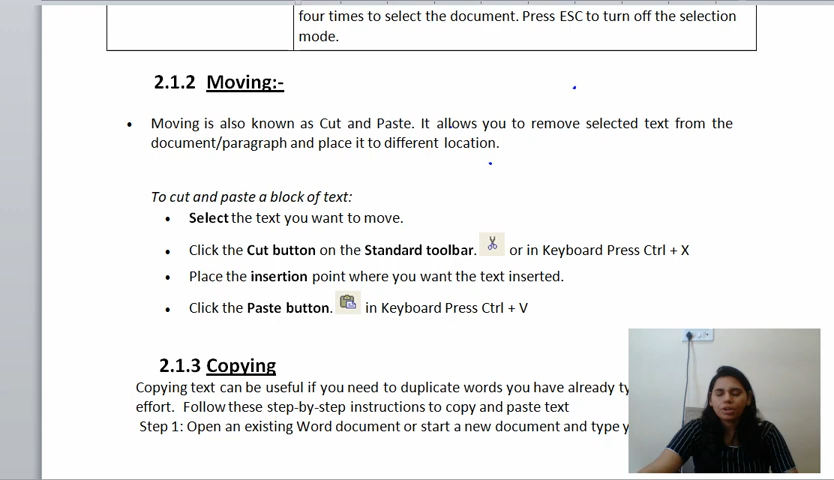 four times to select the document. Press ESC to turn off the selection
mode.
2.1.2 Moving:-
• Moving is also known as Cut and Paste. It allows you to remove selected text from the
document/paragraph and place it to different location.
To cut and paste a block of text:
• Select the text you want to move.
• Click the Cut button on the Standard toolbar. or in Keyboard Press Ctrl + X
• Place the insertion point where you want the text inserted.
• Click the Paste button. in Keyboard Press Ctrl + V
2.1.3 Copying
Copying text can be useful if you need to duplicate words you have already ty
effort. Follow these step-by-step instructions to copy and paste text
Step 1: Open an existing Word document or start a new document and type y